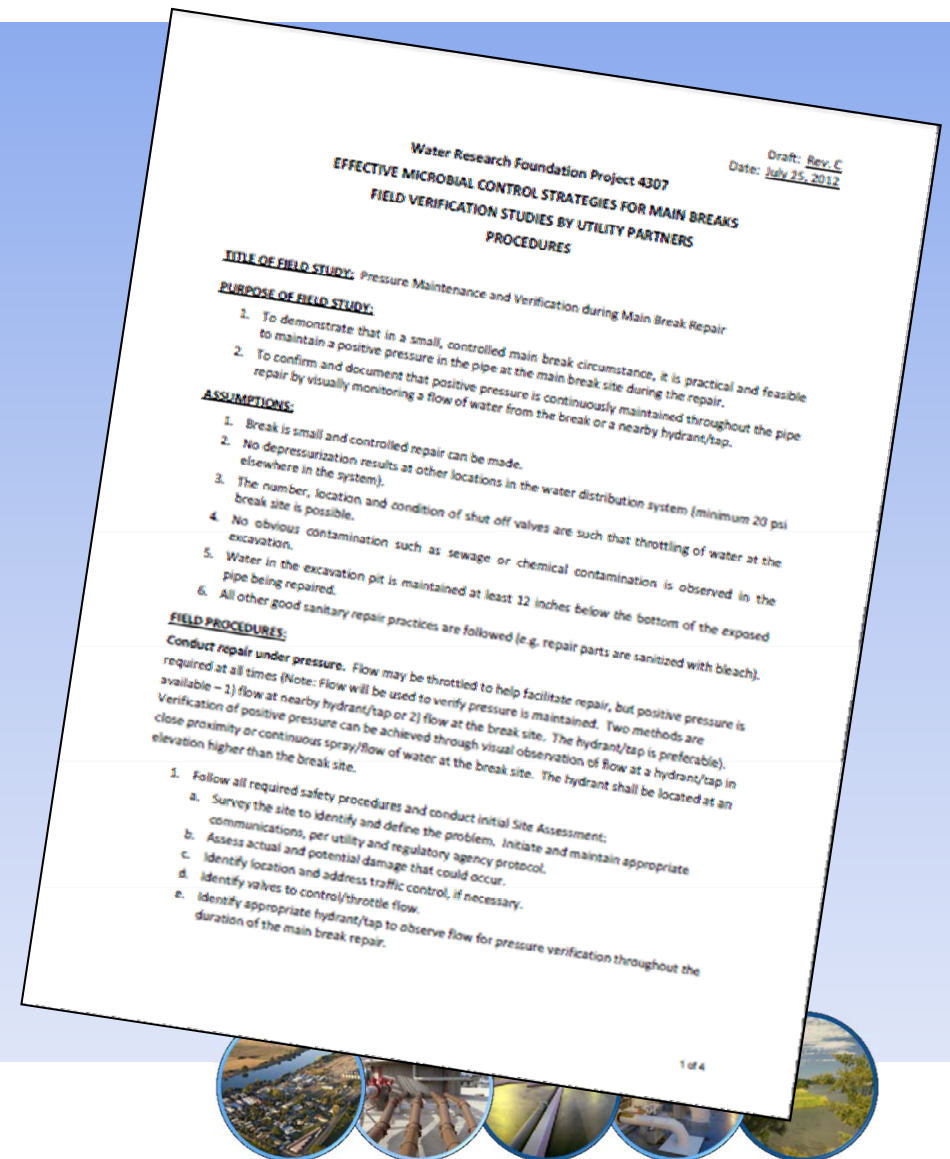 Draft: Rev. C
Date: July 25, 2012
Water Research Foundation Project 4307
EFFECTIVE MICROBIAL CONTROL STRATEGIES FOR MAIN BREAKS
FIELD VERIFICATION STUDIES BY UTILITY PARTNERS
PROCEDURES
TITLE OF FIELD STUDY: Pressure Maintenance and Verification during Main Break Repair
PURPOSE OF FIELD STUDY:
1. To demonstrate that in a small, controlled main break circumstance, it is practical and feasible
to maintain a positive pressure in the pipe at the main break site during the repair.
2. To confirm and document that positive pressure is continuously maintained throughout the pipe
repair by visually monitoring a flow of water from the break or a nearby hydrant/tap.
ASSUMPTIONS:
1. Break is small and controlled repair can be made.
2. No depressurization results at other locations in the water distribution system (minimum 20 psi
elsewhere in the system).
3. The number, location and condition of shut off valves are such that throttling of water at the
break site is possible.
4. No obvious contamination such as sewage or chemical contamination is observed in the
excavation.
5. Water in the excavation pit is maintained at least 12 inches below the bottom of the exposed
pipe being repaired.
6. All other good sanitary repair practices are followed (e.g. repair parts are sanitized with bleach).
FIELD PROCEDURES:
Conduct repair under pressure. Flow may be throttled to help facilitate repair, but positive pressure is
required at all times (Note: Flow will be used to verify pressure is maintained. Two methods are
available – 1) flow at nearby hydrant/tap or 2) flow at the break site. The hydrant/tap is preferable).
Verification of positive pressure can be achieved through visual observation of flow at a hydrant/tap in
close proximity or continuous spray/flow of water at the break site. The hydrant shall be located at an
elevation higher than the break site.
1. Follow all required safety procedures and conduct initial Site Assessment:
a. Survey the site to identify and define the problem. Initiate and maintain appropriate
communications, per utility and regulatory agency protocol.
b. Assess actual and potential damage that could occur.
c. Identify location and address traffic control, if necessary.
d. Identify valves to control/throttle flow.
e. Identify appropriate hydrant/tap to observe flow for pressure verification throughout the
duration of the main break repair.
1 of 4